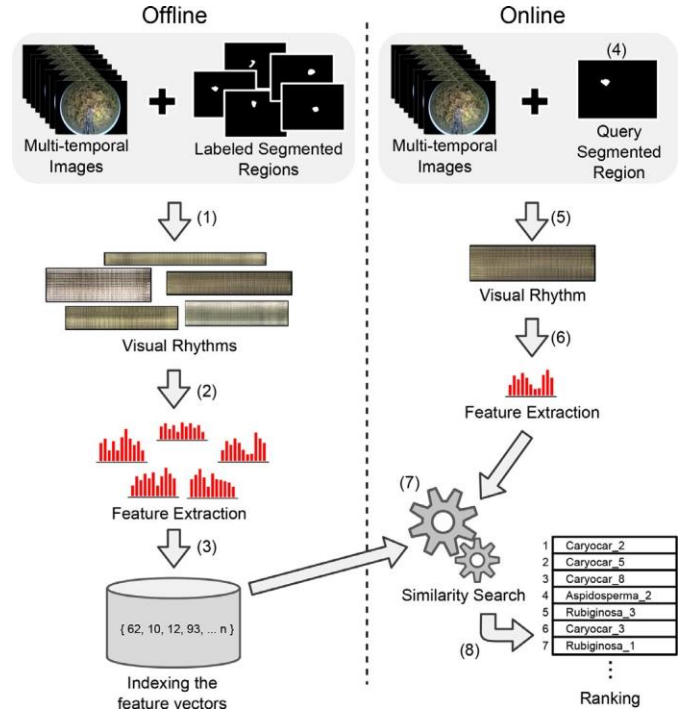 Offline
Multi-temporal
Images
Labeled Segmented
Regions
(1)
Visual Rhythms
(2)
Feature Extraction
(3)
{ 62, 10, 12, 93, ... n }
Indexing the
feature vectors
Online
Multi-temporal
Images
(4)
Query
Segmented
Region
(5)
Visual Rhythm
(6)
Feature Extraction
(7)
Similarity Search
(8)
1 Caryocar_2
2 Caryocar_5
3 Caryocar_8
4 Aspidosperma_2
5 Rubiginosa_3
6 Caryocar_3
7 Rubiginosa_1
Ranking